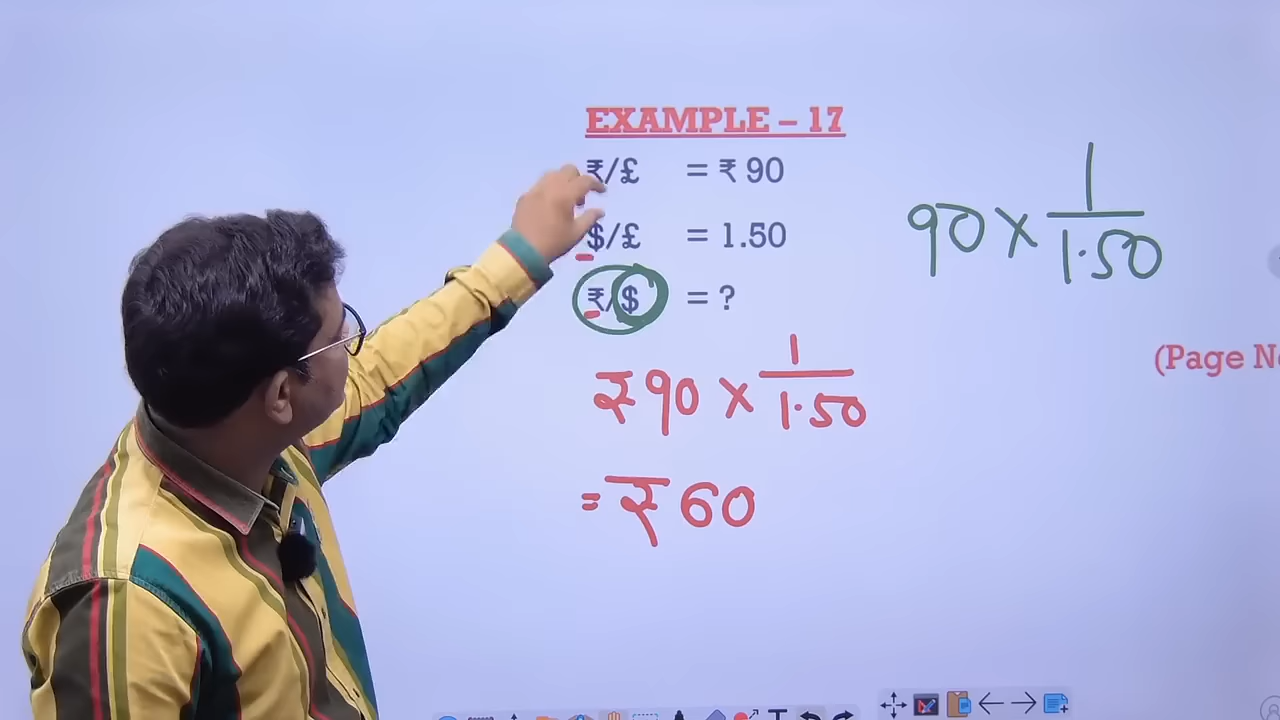 EXAMPLE – 17
₹/£ = ₹ 90
$/£ = 1.50
₹/$ = ?
₹ 90 × 1/1.50
= ₹ 60
90 × 1/1.50
(Page